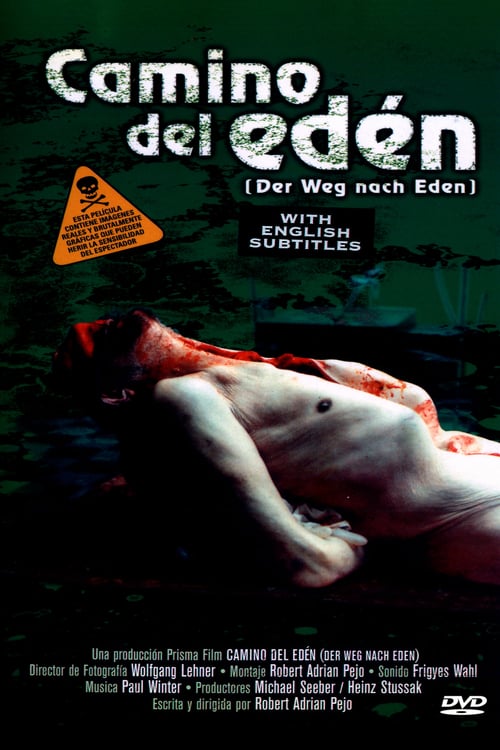 Camino
del edén
(Der Weg nach Eden)
WITH
ENGLISH
SUBTITLES
ESTA PELÍCULA
CONTIENE IMÁGENES
REALES Y BRUTALMENTE
GRÁFICAS QUE PUEDEN
HERIR LA SENSIBILIDAD
DEL ESPECTADOR
Una producción Prisma Film CAMINO DEL EDÉN (DER WEG NACH EDEN)
Director de Fotografía Wolfgang Lehner • Montaje Robert Adrian Pejo • Sonido Frigyes Wahl
Musica Paul Winter • Productores Michael Seeber / Heinz Stussak
Escrita y dirigida por Robert Adrian Pejo
DVD